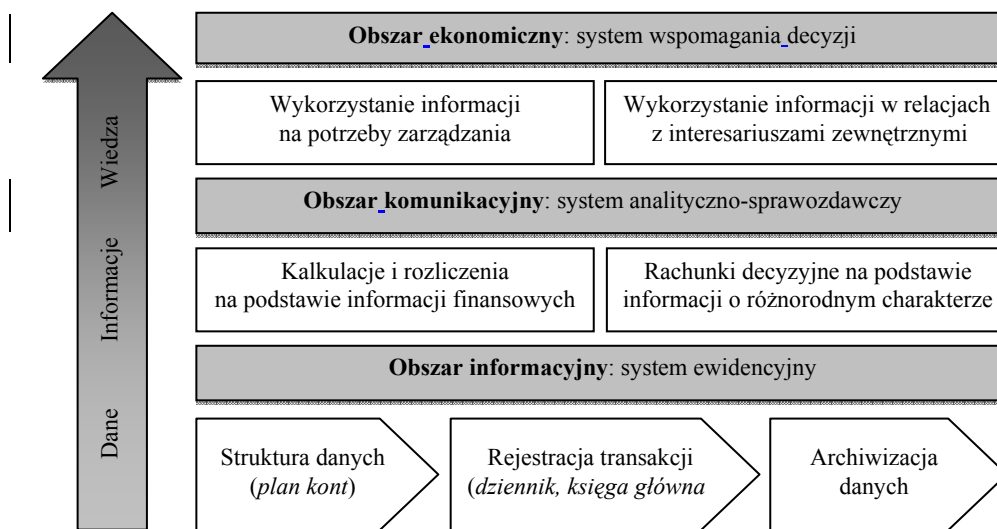 Obszar ekonomiczny: system wspomagania decyzji
Wykorzystanie informacji
na potrzeby zarządzania
Wykorzystanie informacji w relacjach
z interesariuszami zewnętrznymi
Wiedza
Obszar komunikacyjny: system analityczno-sprawozdawczy
Informacje
Kalkulacje i rozliczenia
na podstawie informacji finansowych
Rachunki decyzyjne na podstawie
informacji o różnorodnym charakterze
Obszar informacyjny: system ewidencyjny
Dane
Struktura danych
(plan kont)
Rejestracja transakcji
(dziennik, księga główna
Archiwizacja
danych